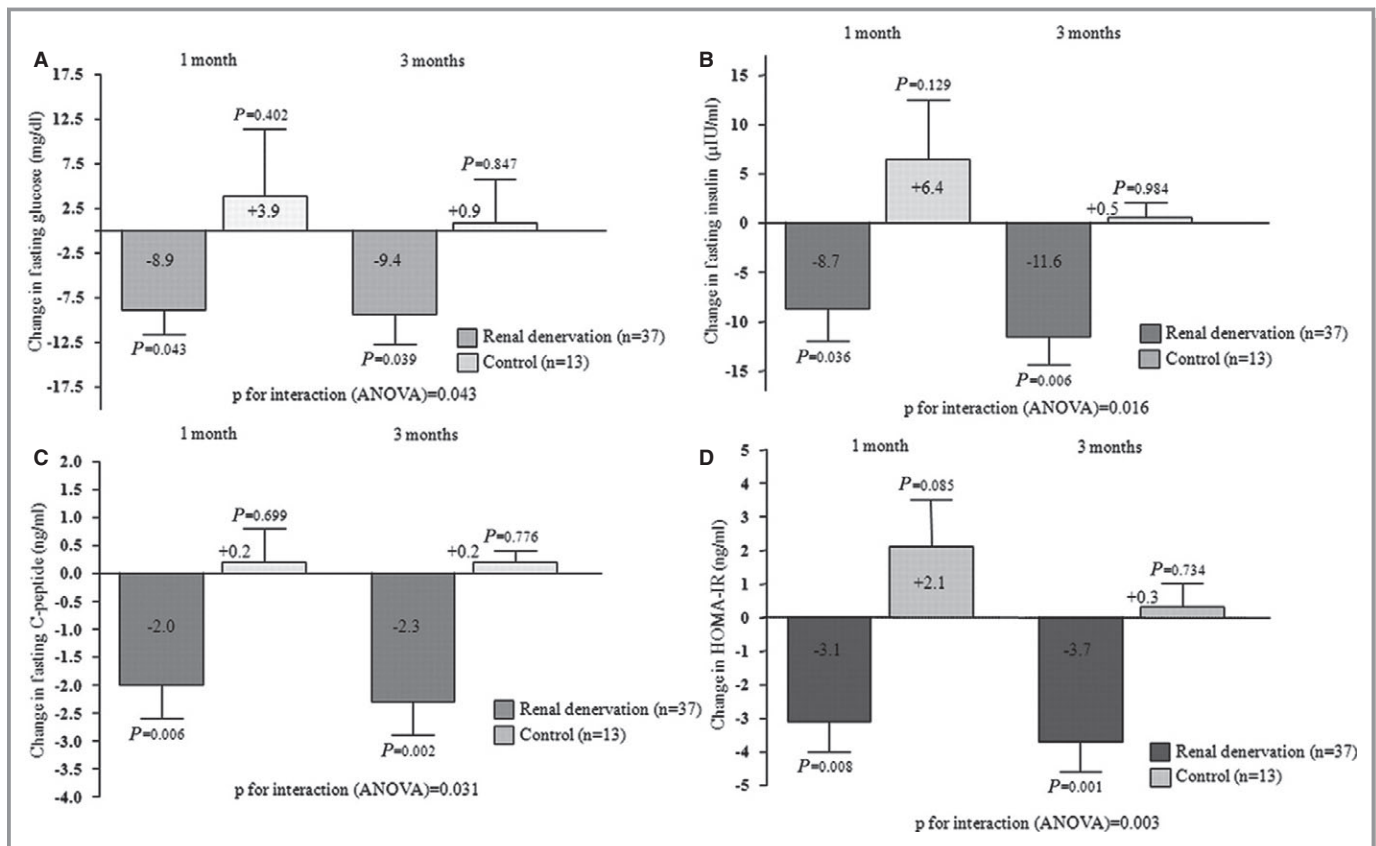 A
1 month
3 months
Change in fasting glucose (mg/dl)
17.5
12.5
7.5
2.5
-2.5
-7.5
-12.5
-17.5
P=0.402
+3.9
P=0.847
+0.9
-8.9
-9.4
P=0.043
P=0.039
Renal denervation (n=37)
Control (n=13)
p for interaction (ANOVA)=0.043
B
1 month
3 months
Change in fasting insulin (µIU/ml)
15
10
5
0
-5
-10
-15
P=0.129
+6.4
P=0.984
+0.5
-8.7
-11.6
P=0.036
P=0.006
Renal denervation (n=37)
Control (n=13)
p for interaction (ANOVA)=0.016
C
1 month
3 months
Change in fasting C-peptide (ng/ml)
2.0
1.5
1.0
0.5
0.0
-0.5
-1.0
-1.5
-2.0
-2.5
-3.0
-3.5
-4.0
P=0.699
+0.2
P=0.776
+0.2
-2.0
-2.3
P=0.006
P=0.002
Renal denervation (n=37)
Control (n=13)
p for interaction (ANOVA)=0.031
D
1 month
3 months
Change in HOMA-IR (ng/ml)
5
4
3
2
1
0
-1
-2
-3
-4
-5
P=0.085
+2.1
P=0.734
+0.3
-3.1
-3.7
P=0.008
P=0.001
Renal denervation (n=37)
Control (n=13)
p for interaction (ANOVA)=0.003